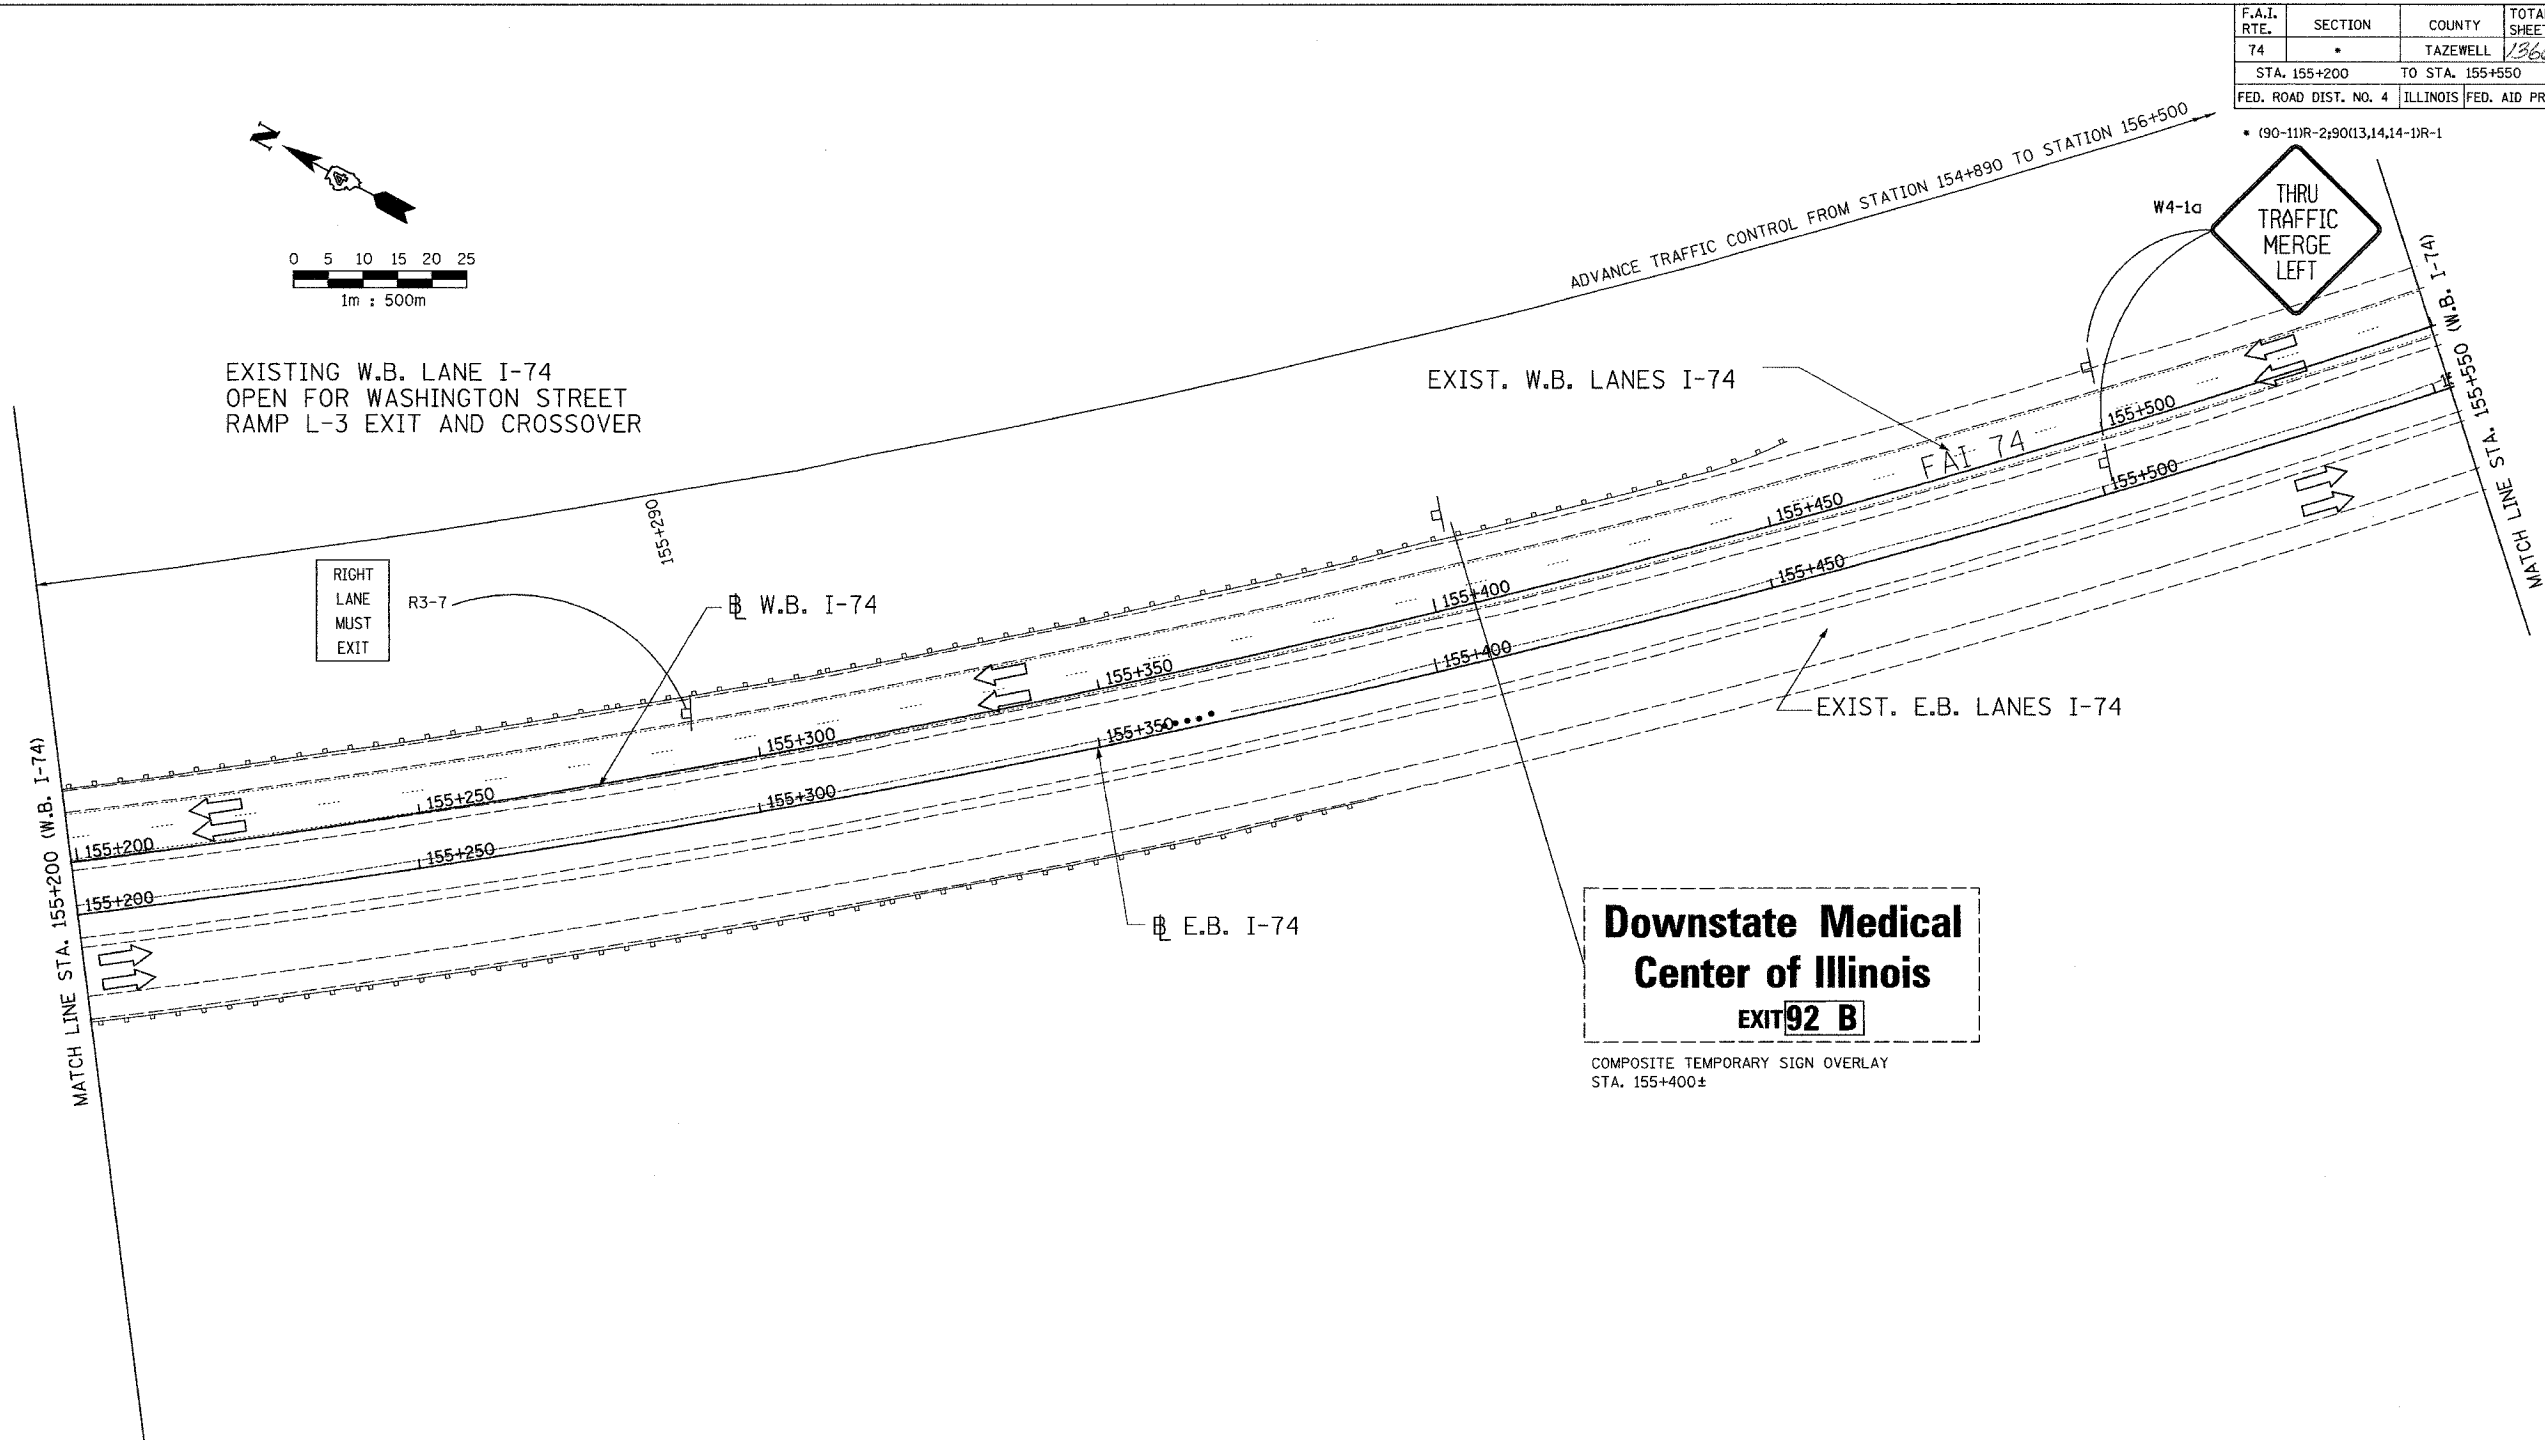 F.A.I. RTE. SECTION COUNTY
74 * TAZEWELL
STA. 155+200 TO STA. 155+550
FED. ROAD DIST. NO. 4 ILLINOIS FED. AID
* (90-11)R-2;90(13,14,14-1)R-1
N
4
0 5 10 15 20 25
1m : 500m
EXISTING W.B. LANE I-74
OPEN FOR WASHINGTON STREET
RAMP L-3 EXIT AND CROSSOVER
ADVANCE TRAFFIC CONTROL FROM STATION 154+890 TO STATION 156+500
W4-1a
THRU
TRAFFIC
MERGE
LEFT
EXIST. W.B. LANES I-74
FAI 74
155+290
RIGHT
LANE
MUST
EXIT
R3-7
BL W.B. I-74
155+200
155+250
155+300
155+350
155+400
155+450
155+500
155+200
155+250
155+300
155+350
155+400
155+450
155+500
EXIST. E.B. LANES I-74
BL E.B. I-74
MATCH LINE STA. 155+200 (W.B. I-74)
MATCH LINE STA. 155+550 (W.B. I-74)
Downstate Medical
Center of Illinois
EXIT 92 B
COMPOSITE TEMPORARY SIGN OVERLAY
STA. 155+400±